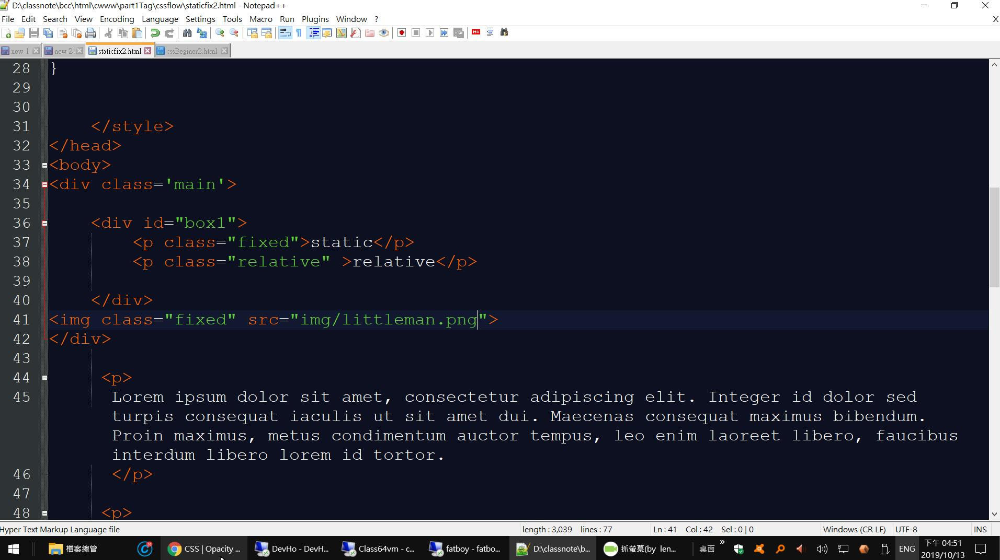 D:\classnote\bcc\html\cwww\part1Tag\cssflow\staticfix2.html - Notepad++
File Edit Search View Encoding Language Settings Tools Macro Run Plugins Window ? X
new 1 new 2 staticfix2.html cssBeginer2.html
28 }
29
30
31 </style>
32 </head>
33 <body>
34 <div class='main'>
35
36 <div id="box1">
37 <p class="fixed">static</p>
38 <p class="relative" >relative</p>
39
40 </div>
41 <img class="fixed" src="img/littleman.png">
42 </div>
43
44 <p>
45 Lorem ipsum dolor sit amet, consectetur adipiscing elit. Integer id dolor sed
turpis consequat iaculis ut sit amet dui. Maecenas consequat maximus bibendum.
Proin maximus, metus condimentum auctor tempus, leo enim laoreet libero, faucibus
interdum libero lorem id tortor.
46 </p>
47
48 <p>
Hyper Text Markup Language file length : 3,039 lines : 77 Ln : 41 Col : 42 Sel : 0 | 0 Windows (CR LF) UTF-8 INS
檔案總管 CSS | Opacity ... DevHo - DevH... Class64vm - c... fatboy - fatbo... D:\classnote\b... 抓螢幕(by len... 桌面 » ENG 下午 04:51
2019/10/13